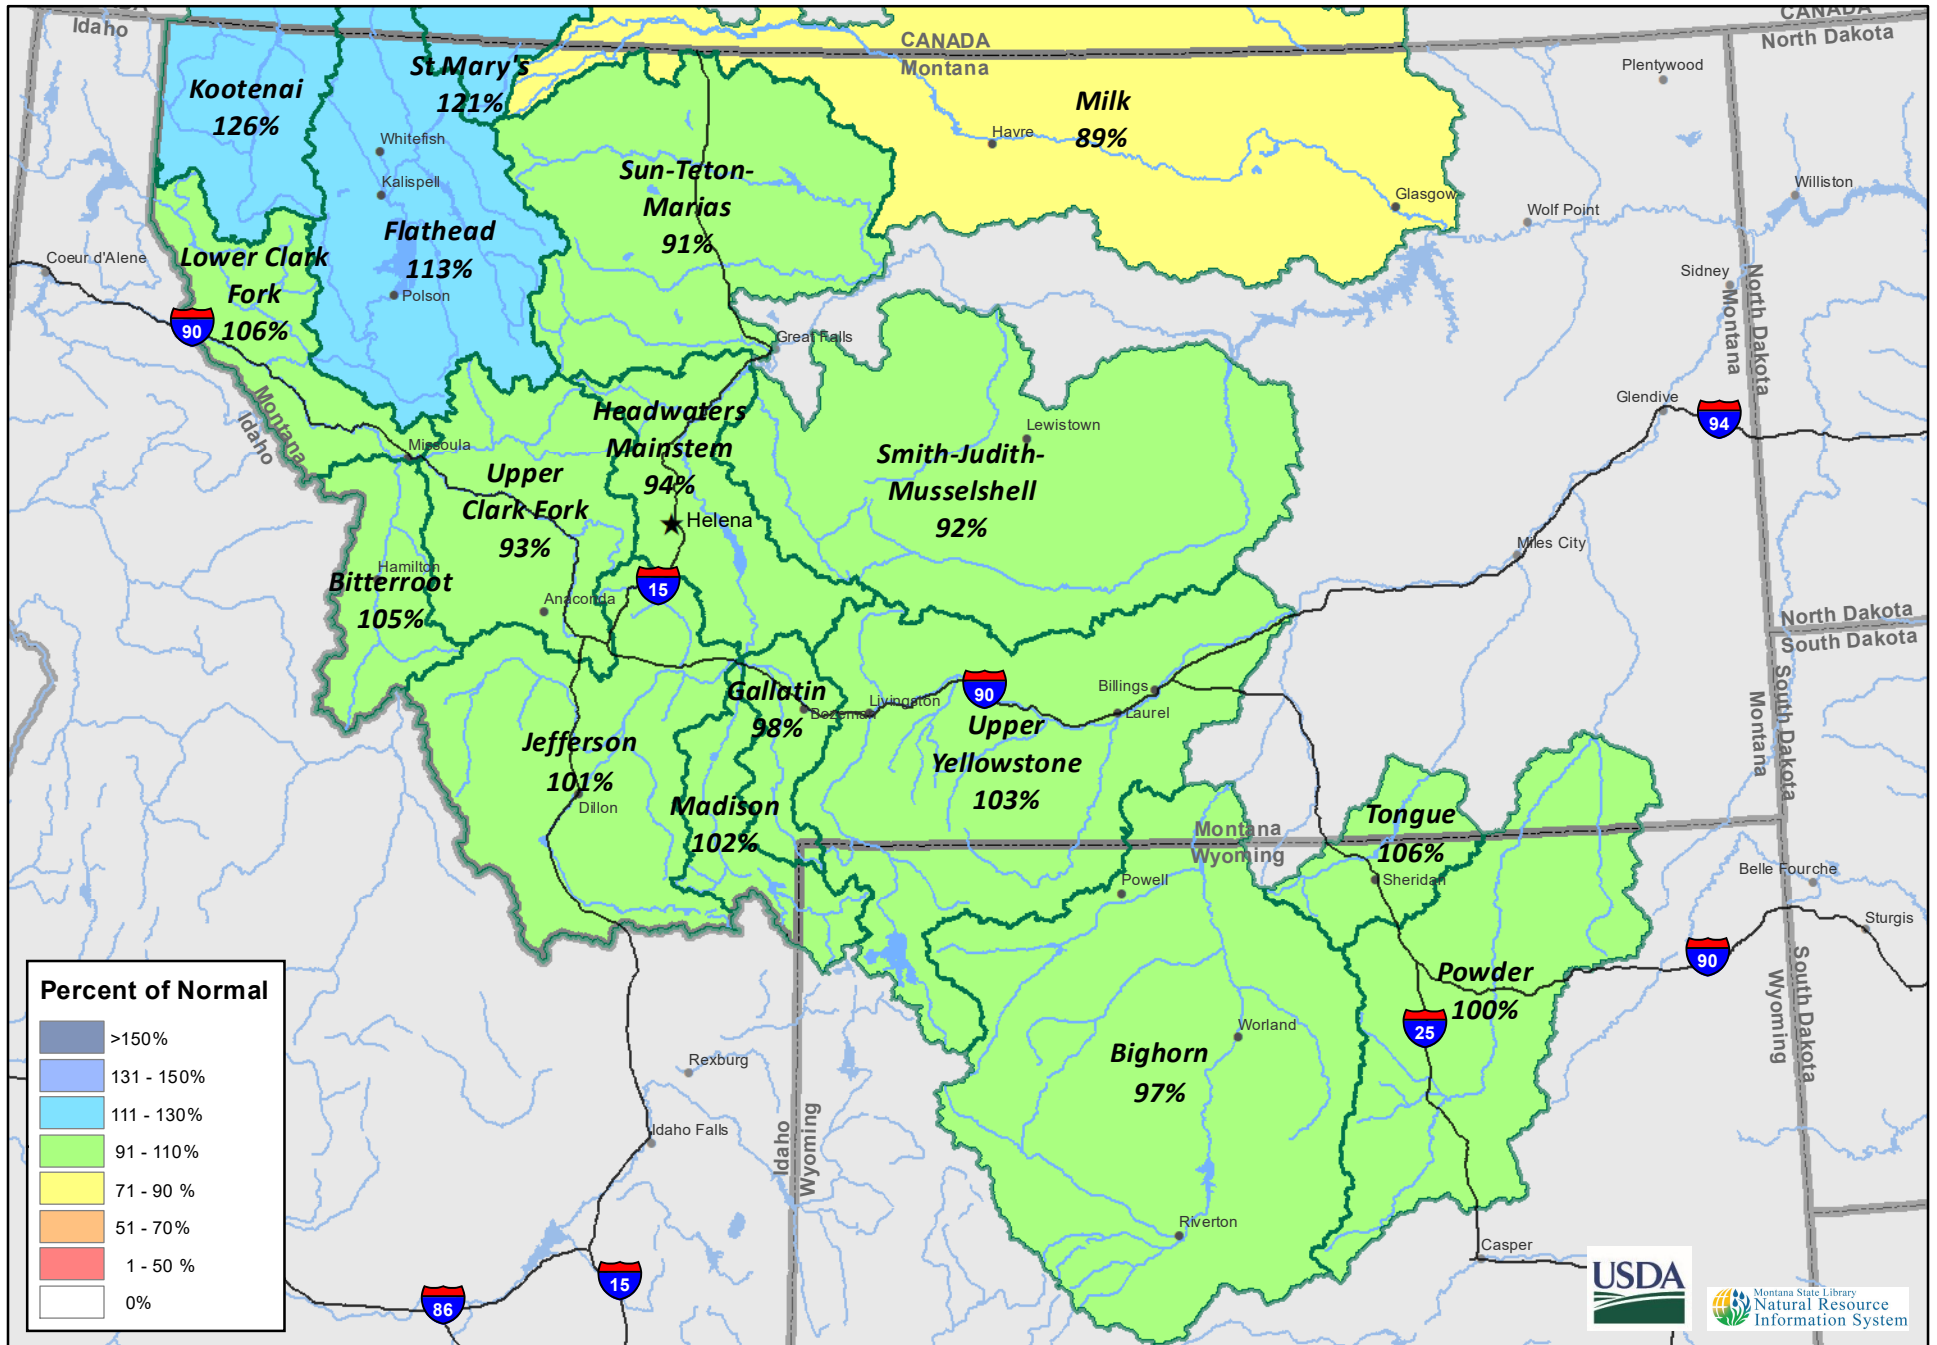 Idaho
CANADA
Montana
CANADA
North Dakota
Plentywood
Kootenai
126%
St Mary's
121%
Milk
89%
Havre
Whitefish
Kalispell
Flathead
113%
Polson
Sun-Teton-
Marias
91%
Glasgow
Wolf Point
Williston
Sidney
Montana
North Dakota
Coeur d'Alene
Lower Clark
Fork
106%
90
Great Falls
Montana
Idaho
Missoula
Headwaters
Mainstem
94%
Helena
Upper
Clark Fork
93%
Lewistown
Smith-Judith-
Musselshell
92%
Glendive
94
Miles City
Hamilton
Bitterroot
105%
Anaconda
15
North Dakota
South Dakota
Gallatin
98%
Bozeman
Livingston
90
Billings
Laurel
Upper
Yellowstone
103%
Montana
South Dakota
Jefferson
101%
Dillon
Madison
102%
Montana
Wyoming
Tongue
106%
Sheridan
Powell
Belle Fourche
Sturgis
90
Powder
100%
25
Wyoming
South Dakota
Worland
Bighorn
97%
Riverton
Casper
Rexburg
Idaho Falls
Idaho
Wyoming
15
86
Percent of Normal
>150%
131 - 150%
111 - 130%
91 - 110%
71 - 90 %
51 - 70%
1 - 50 %
0%
USDA
Montana State Library
Natural Resource
Information System